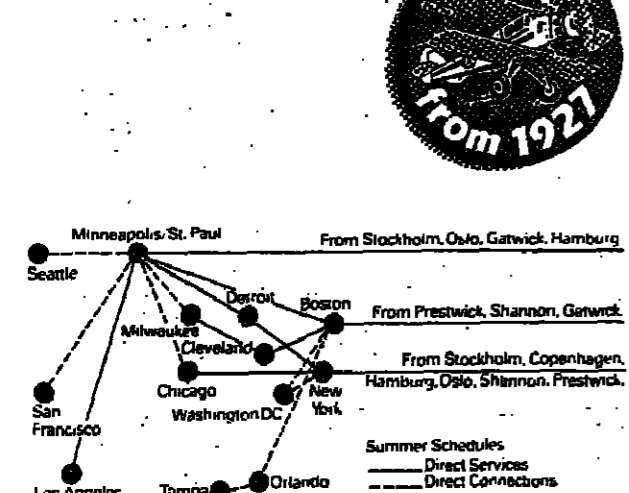 from 1927
Minneapolis/St. Paul
From Stockholm, Oslo, Gatwick, Hamburg
Seattle
Detroit
Boston
From Prestwick, Shannon, Gatwick.
Milwaukee
Cleveland
From Stockholm, Copenhagen,
Hamburg, Oslo, Shannon, Prestwick.
Chicago
New
York
Washington DC
San
Francisco
Summer Schedules
Direct Services
Direct Connections
Los Angeles
Tampa
Orlando